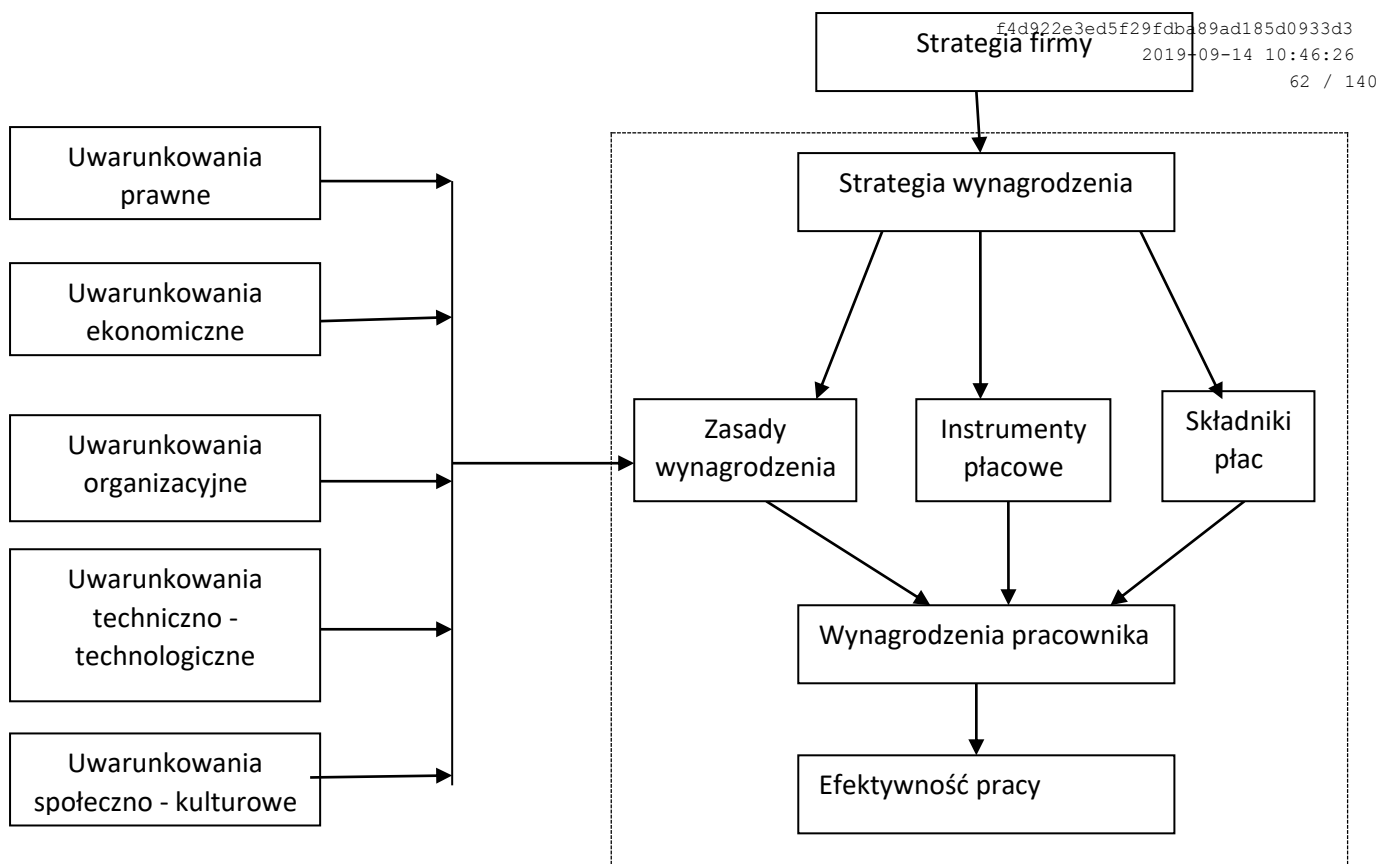 f4d922e3ed5f29fdba89ad185d0933d3
2019-09-14 10:46:26
62 / 140
Strategia firmy
Uwarunkowania
prawne
Uwarunkowania
ekonomiczne
Uwarunkowania
organizacyjne
Uwarunkowania
techniczno -
technologiczne
Uwarunkowania
społeczno - kulturowe
Strategia wynagrodzenia
Zasady
wynagrodzenia
Instrumenty
płacowe
Składniki
płac
Wynagrodzenia pracownika
Efektywność pracy